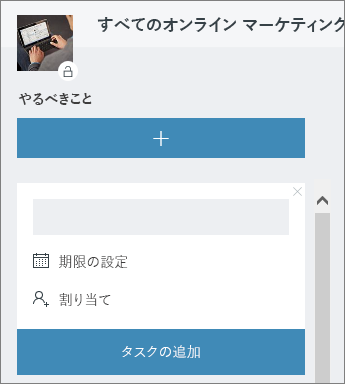 すべてのオンライン マーケティング
やるべきこと
期限の設定
割り当て
タスクの追加